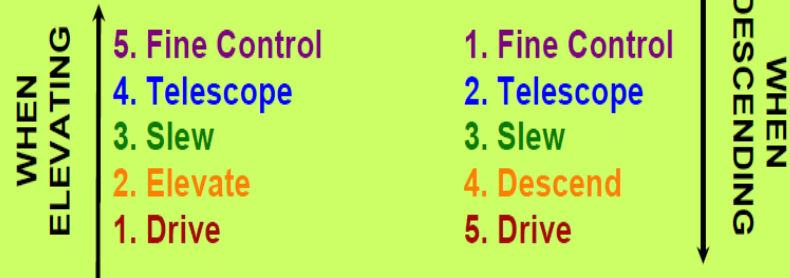 WHEN
ELEVATING
5. Fine Control
4. Telescope
3. Slew
2. Elevate
1. Drive
1. Fine Control
2. Telescope
3. Slew
4. Descend
5. Drive
WHEN
DESCENDING